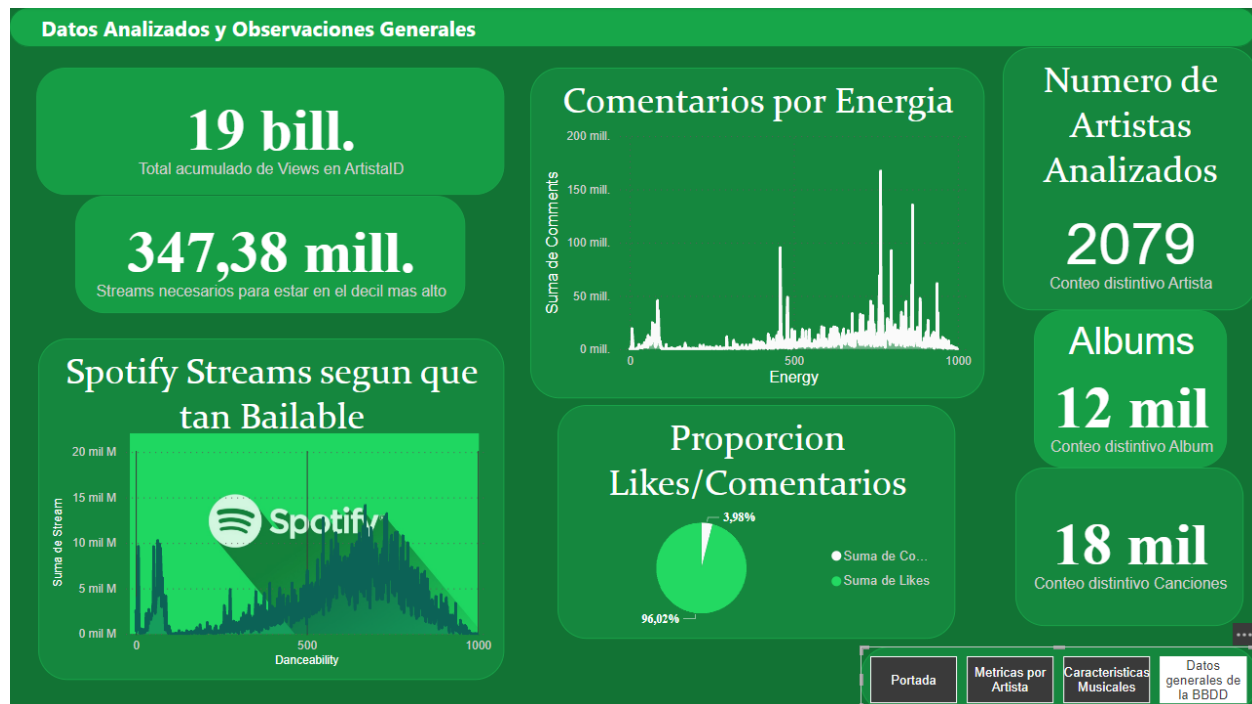 Datos Analizados y Observaciones Generales
19 bill.
Total acumulado de Views en ArtistaID
347,38 mill.
Streams necesarios para estar en el decil mas alto
Spotify Streams segun que
tan Bailable
20 mil M
15 mil M
10 mil M
5 mil M
0 mil M
Suma de Stream
Spotify
0
500
1000
Danceability
Comentarios por Energia
200 mill.
150 mill.
100 mill.
50 mill.
0 mill.
Suma de Comments
0
500
1000
Energy
Proporcion
Likes/Comentarios
3,98%
96,02%
Suma de Co...
Suma de Likes
Numero de
Artistas
Analizados
2079
Conteo distintivo Artista
Albums
12 mil
Conteo distintivo Album
18 mil
Conteo distintivo Canciones
Portada
Metricas por
Artista
Caracteristicas
Musicales
Datos
generales de
la BBDD